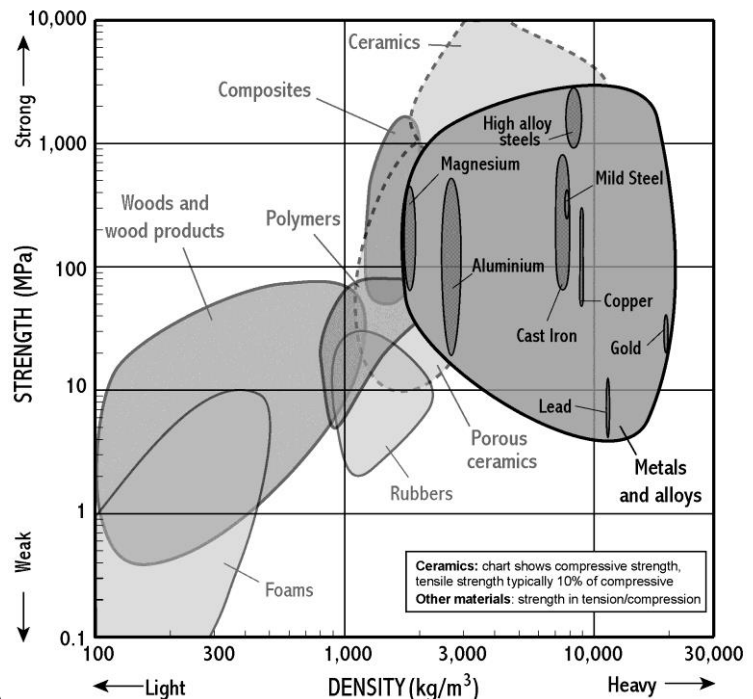 10,000
1,000
100
10
1
0.1
Strong
STRENGTH (MPa)
Weak
Ceramics
Composites
High alloy
steels
Magnesium
Mild Steel
Woods and
wood products
Polymers
Aluminium
Copper
Cast Iron
Gold
Lead
Porous
ceramics
Rubbers
Metals
and alloys
Foams
Ceramics: chart shows compressive strength,
tensile strength typically 10% of compressive
Other materials: strength in tension/compression
100
300
1,000
3,000
10,000
30,000
Light
DENSITY (kg/m³)
Heavy